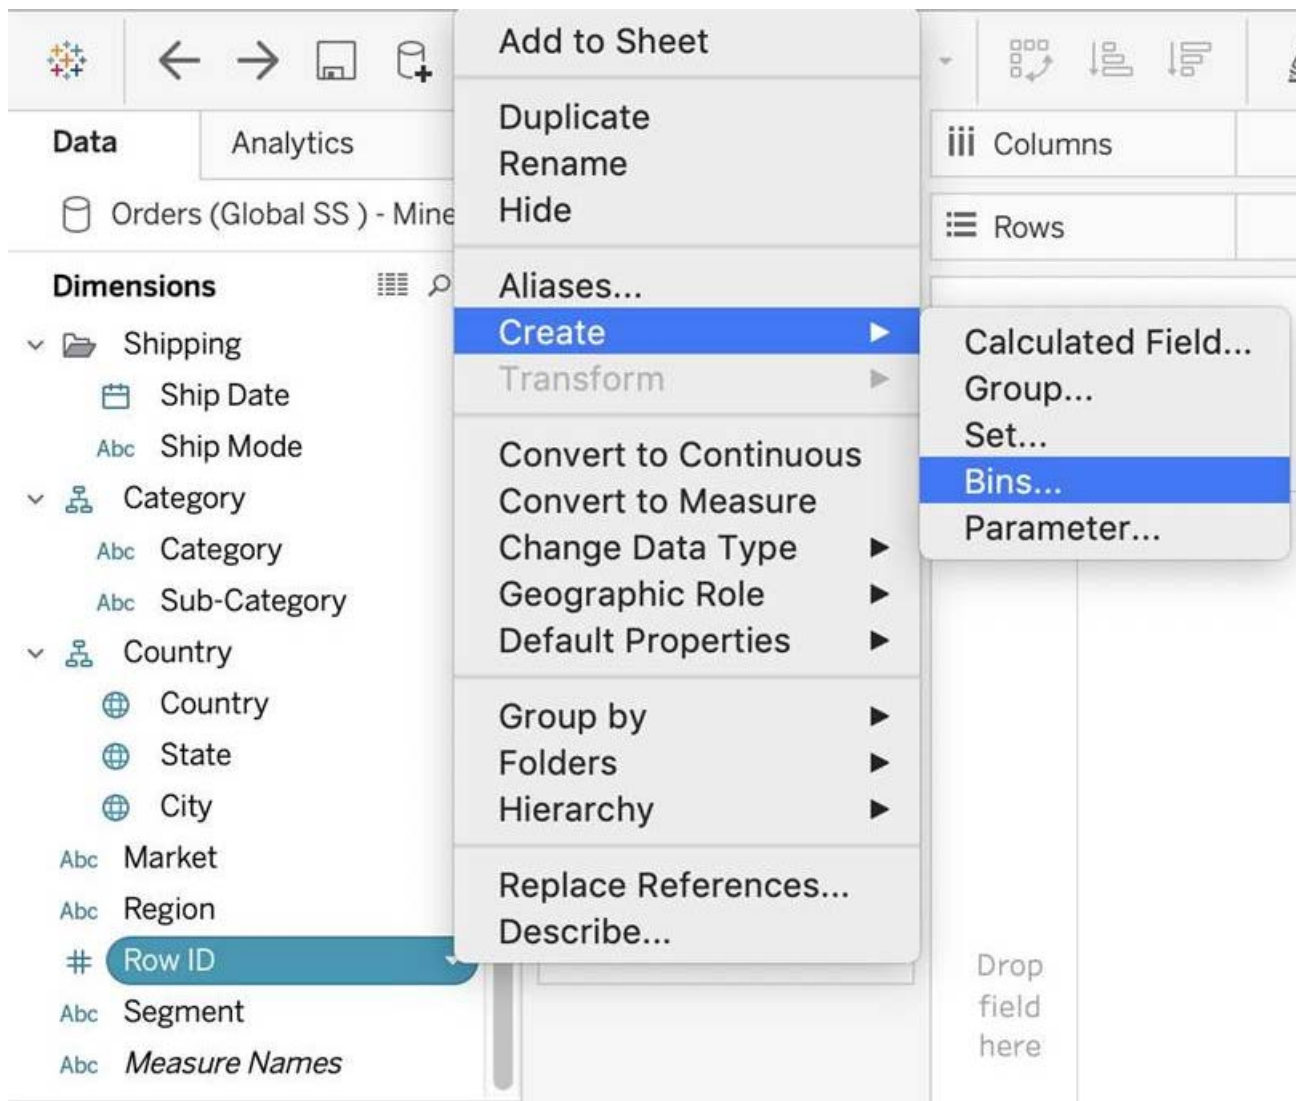 Data
Analytics
Orders (Global SS ) - Mine
Dimensions
Shipping
Ship Date
Abc Ship Mode
Category
Abc Category
Abc Sub-Category
Country
Country
State
City
Abc Market
Abc Region
# Row ID
Abc Segment
Abc Measure Names
Add to Sheet
Duplicate
Rename
Hide
Aliases...
Create
Transform
Convert to Continuous
Convert to Measure
Change Data Type
Geographic Role
Default Properties
Group by
Folders
Hierarchy
Replace References...
Describe...
Calculated Field...
Group...
Set...
Bins...
Parameter...
Columns
Rows
Drop
field
here